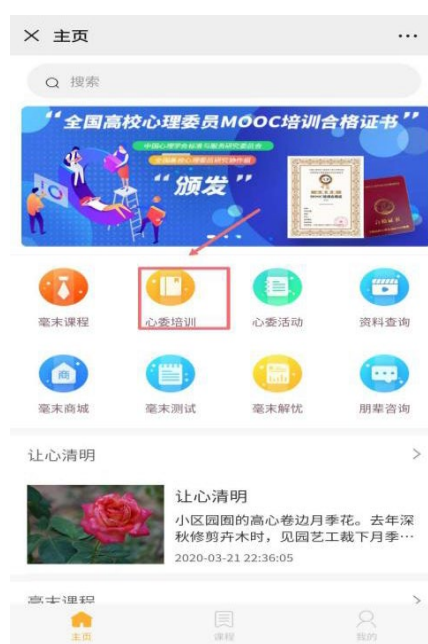 主页
搜索
“全国高校心理委员MOOC培训合格证书”
“颁发”
毫末课程
心委培训
心委活动
资料查询
商
毫末商城
毫末测试
毫末解忧
朋辈咨询
让心清明
让心清明
小区园囿的高心卷边月季花。去年深
秋修剪卉木时，见园艺工截下月季…
2020-03-21 22:36:05
毫末课程
主页
课程
我的